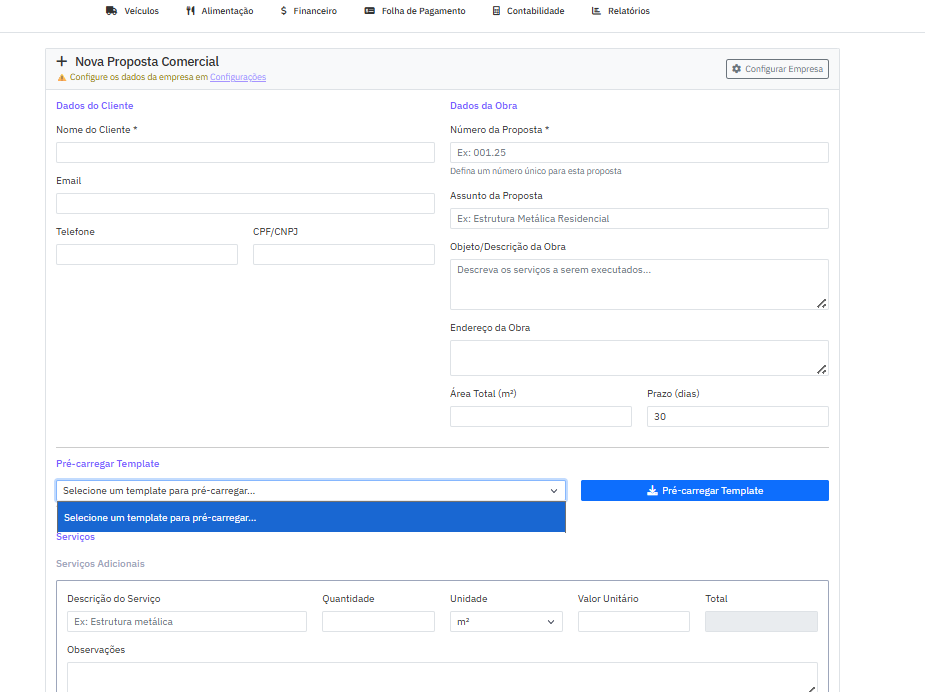 Veículos Alimentação $ Financeiro Folha de Pagamento Contabilidade Relatórios
+ Nova Proposta Comercial
Configure os dados da empresa em Configurações
Configurar Empresa
Dados do Cliente
Nome do Cliente *
Email
Telefone CPF/CNPJ
Dados da Obra
Número da Proposta *
Ex: 001.25
Defina um número único para esta proposta
Assunto da Proposta
Ex: Estrutura Metálica Residencial
Objeto/Descrição da Obra
Descreva os serviços a serem executados...
Endereço da Obra
Área Total (m²) Prazo (dias)
30
Pré-carregar Template
Selecione um template para pré-carregar... Pré-carregar Template
Selecione um template para pré-carregar...
Serviços
Serviços Adicionais
Descrição do Serviço Quantidade Unidade Valor Unitário Total
Ex: Estrutura metálica m²
Observações